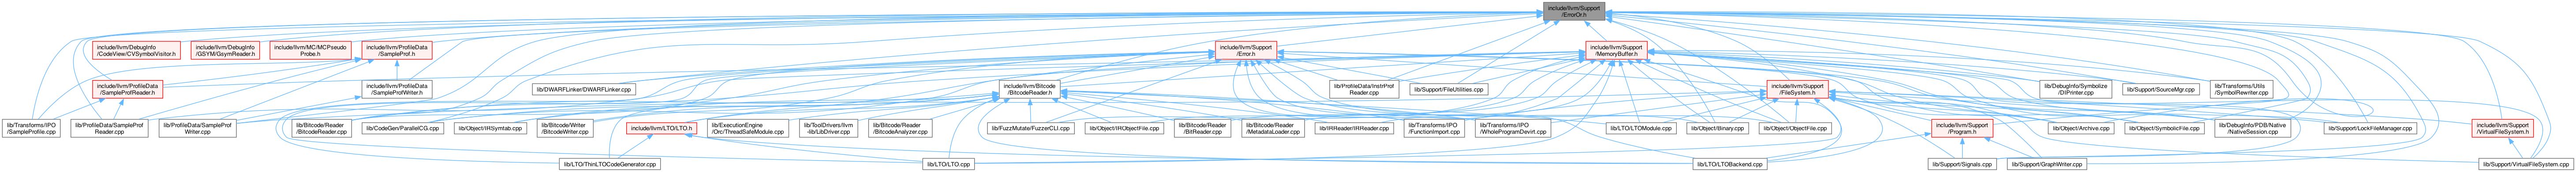 include/llvm/Support
/ErrorOr.h
include/llvm/DebugInfo
/CodeView/CVSymbolVisitor.h
include/llvm/DebugInfo
/GSYM/GsymReader.h
include/llvm/MC/MCPseudo
Probe.h
include/llvm/ProfileData
/SampleProf.h
include/llvm/Support
/Error.h
include/llvm/Support
/MemoryBuffer.h
include/llvm/ProfileData
/SampleProfReader.h
include/llvm/ProfileData
/SampleProfWriter.h
lib/DWARFLinker/DWARFLinker.cpp
include/llvm/Bitcode
/BitcodeReader.h
lib/ProfileData/InstrProf
Reader.cpp
lib/Support/FileUtilities.cpp
include/llvm/Support
/FileSystem.h
lib/DebugInfo/Symbolize
/DIPrinter.cpp
lib/Support/SourceMgr.cpp
lib/Transforms/Utils
/SymbolRewriter.cpp
lib/Transforms/IPO
/SampleProfile.cpp
lib/ProfileData/SampleProf
Reader.cpp
lib/ProfileData/SampleProf
Writer.cpp
lib/Bitcode/Reader
/BitcodeReader.cpp
lib/CodeGen/ParallelCG.cpp
lib/Object/IRSymtab.cpp
lib/Bitcode/Writer
/BitcodeWriter.cpp
include/llvm/LTO/LTO.h
lib/ExecutionEngine
/Orc/ThreadSafeModule.cpp
lib/ToolDrivers/llvm
-lib/LibDriver.cpp
lib/Bitcode/Reader
/BitcodeAnalyzer.cpp
lib/FuzzMutate/FuzzerCLI.cpp
lib/Object/IRObjectFile.cpp
lib/Bitcode/Reader
/BitReader.cpp
lib/Bitcode/Reader
/MetadataLoader.cpp
lib/IRReader/IRReader.cpp
lib/Transforms/IPO
/FunctionImport.cpp
lib/Transforms/IPO
/WholeProgramDevirt.cpp
lib/LTO/LTOModule.cpp
lib/Object/Binary.cpp
lib/Object/ObjectFile.cpp
include/llvm/Support
/Program.h
lib/Object/Archive.cpp
lib/Object/SymbolicFile.cpp
lib/DebugInfo/PDB/Native
/NativeSession.cpp
lib/Support/LockFileManager.cpp
include/llvm/Support
/VirtualFileSystem.h
lib/LTO/ThinLTOCodeGenerator.cpp
lib/LTO/LTO.cpp
lib/LTO/LTOBackend.cpp
lib/Support/Signals.cpp
lib/Support/GraphWriter.cpp
lib/Support/VirtualFileSystem.cpp